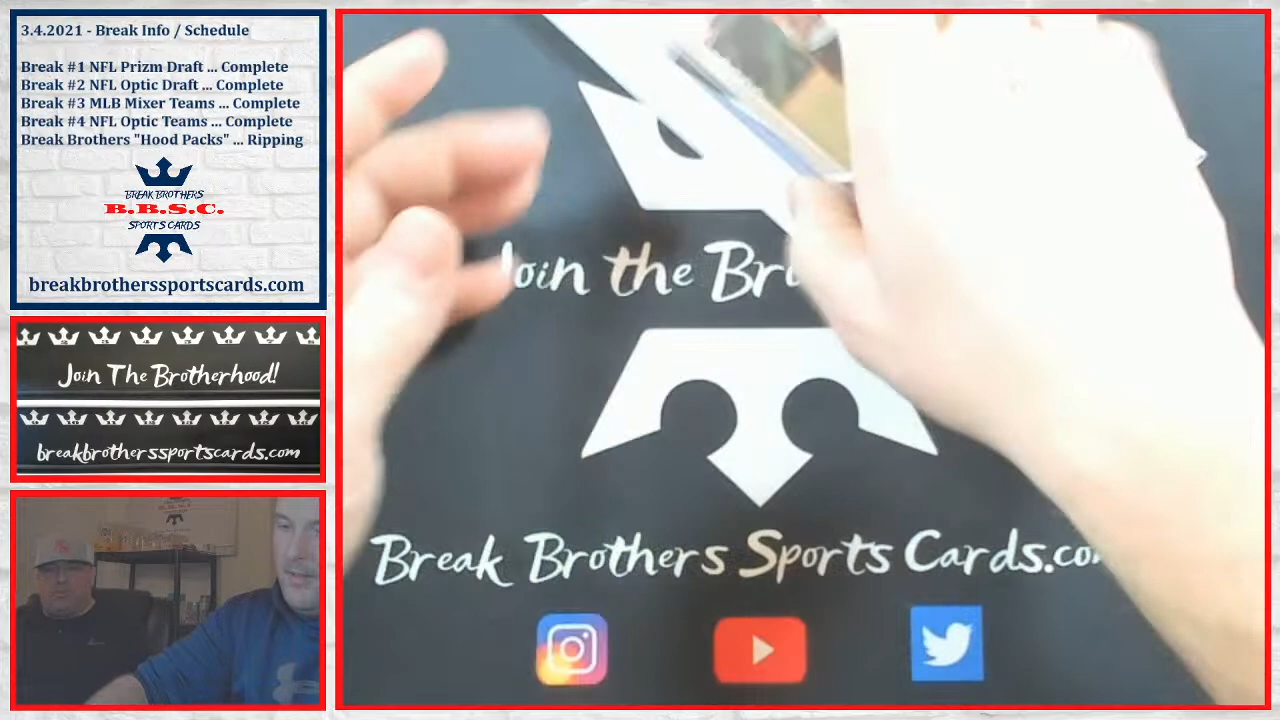 3.4.2021 - Break Info / Schedule
Break #1 NFL Prizm Draft ... Complete
Break #2 NFL Optic Draft ... Complete
Break #3 MLB Mixer Teams ... Complete
Break #4 NFL Optic Teams ... Complete
Break Brothers "Hood Packs" ... Ripping
BREAK BROTHERS
B.B.S.C.
SPORTS CARDS
breakbrotherssportscards.com
Join The Brotherhood!
breakbrotherssportscards.com
B.B.S.C.
Join the Bro
Break Brothers Sports Cards.co